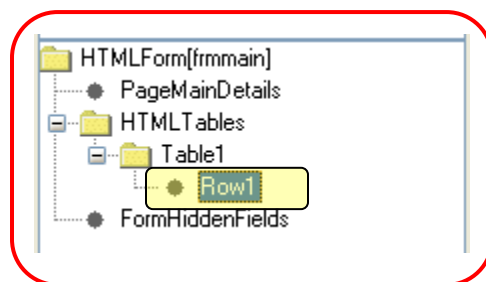 HTMLForm[frmmain]
PageMainDetails
HTMLTables
Table1
Row1
FormHiddenFields